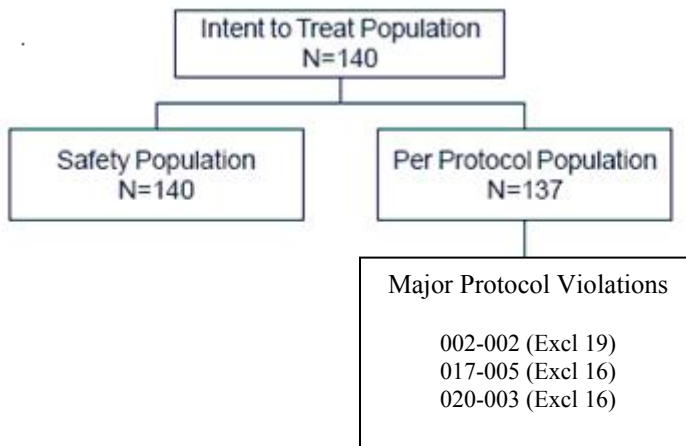 Intent to Treat Population
N=140
Safety Population
N=140
Per Protocol Population
N=137
Major Protocol Violations
002-002 (Excl 19)
017-005 (Excl 16)
020-003 (Excl 16)